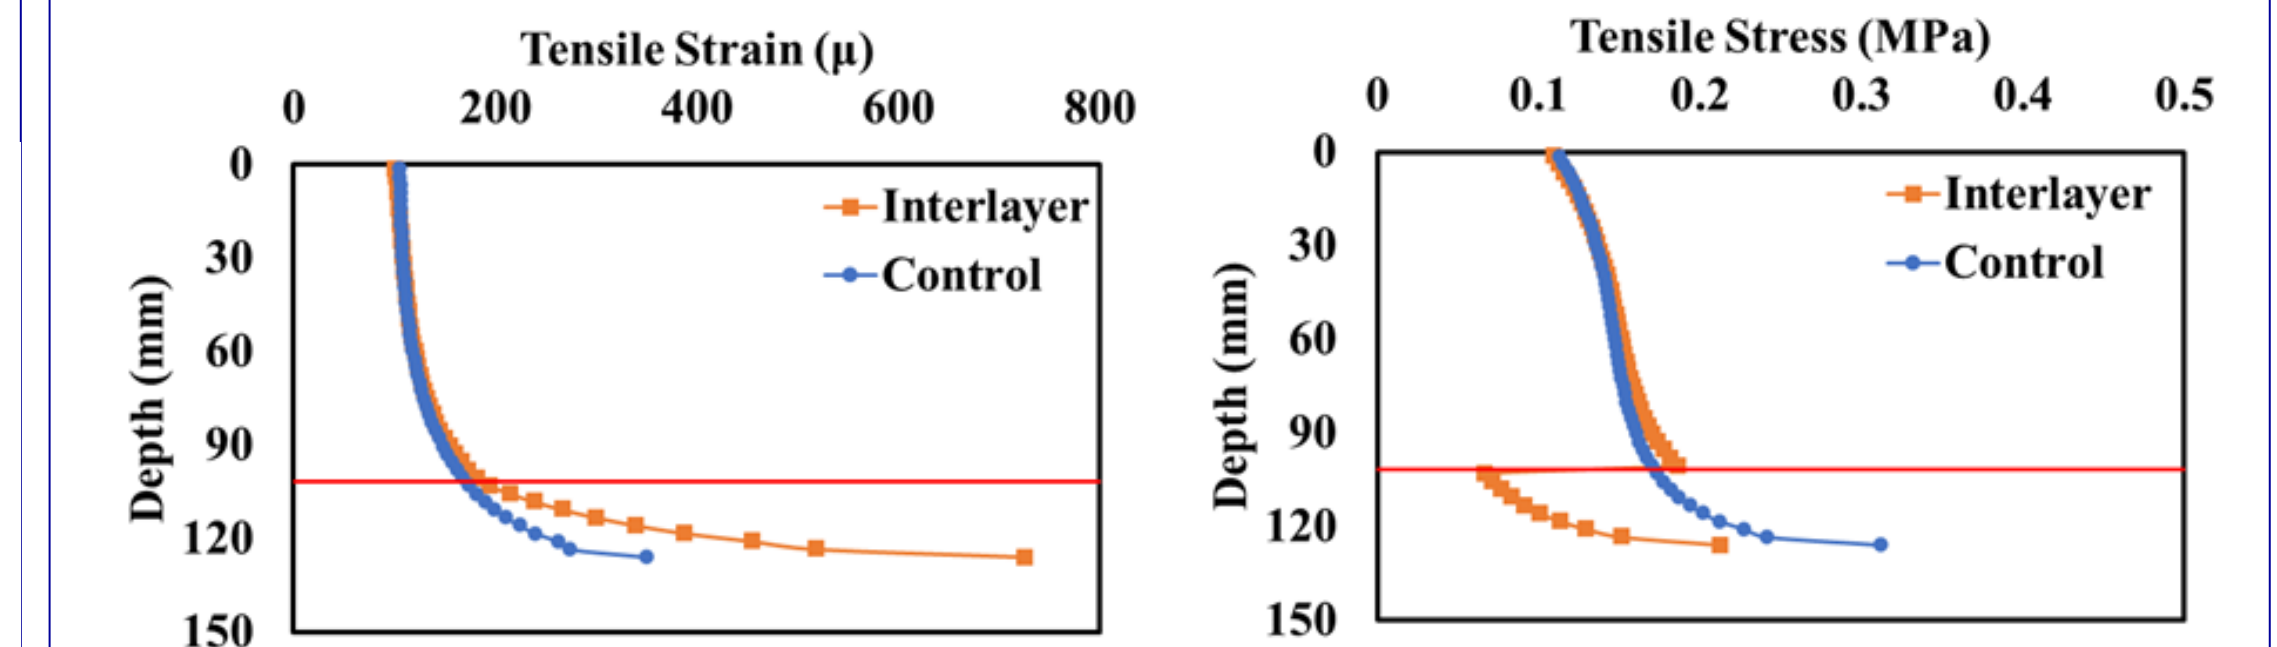 Tensile Strain (μ)
0 200 400 600 800
0
30
60
90
120
150
Depth (mm)
Interlayer
Control
Tensile Stress (MPa)
0 0.1 0.2 0.3 0.4 0.5
0
30
60
90
120
150
Depth (mm)
Interlayer
Control